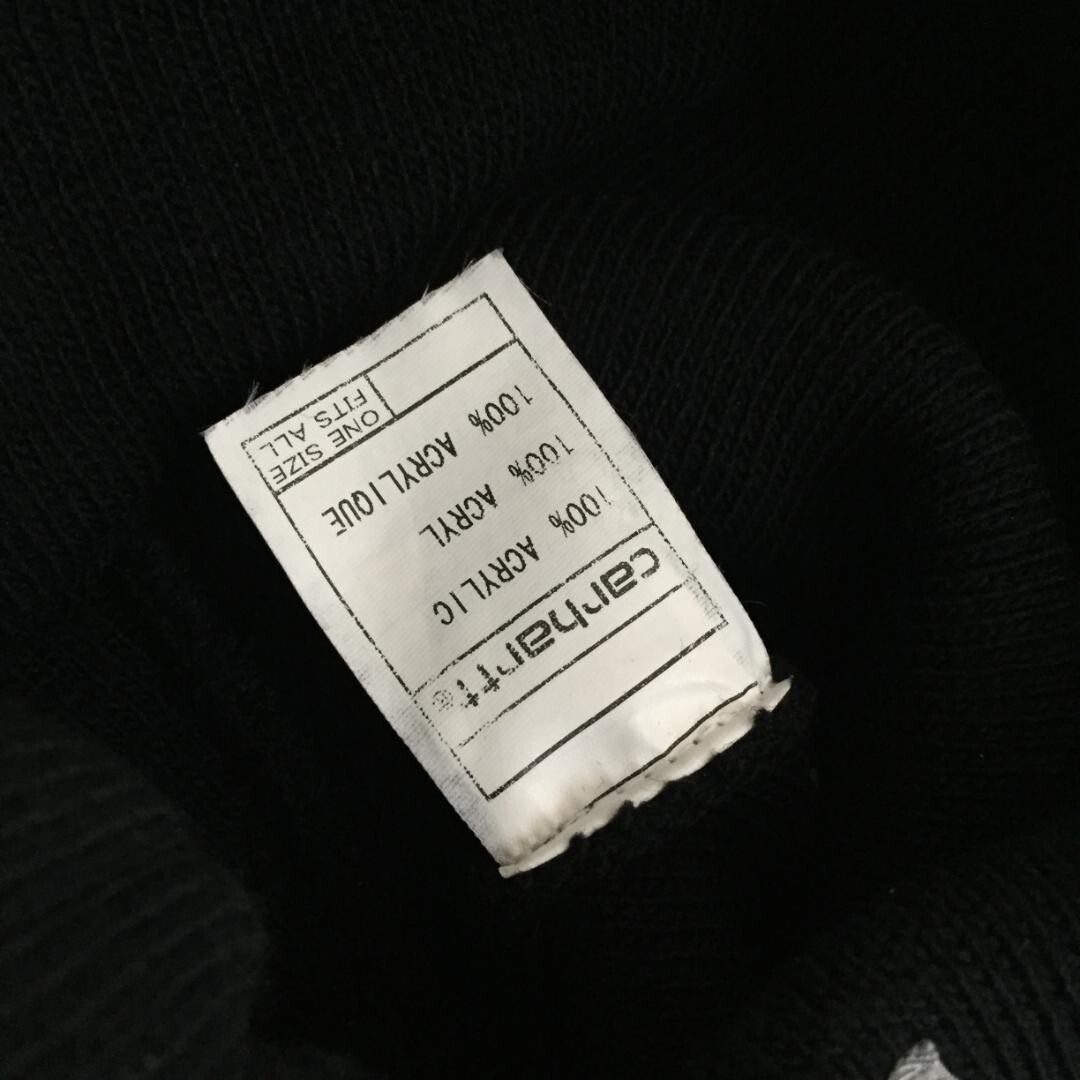 carhartt®
100% ACRYLIC
100% ACRYL
100% ACRYLIQUE
ONE SIZE
FITS ALL